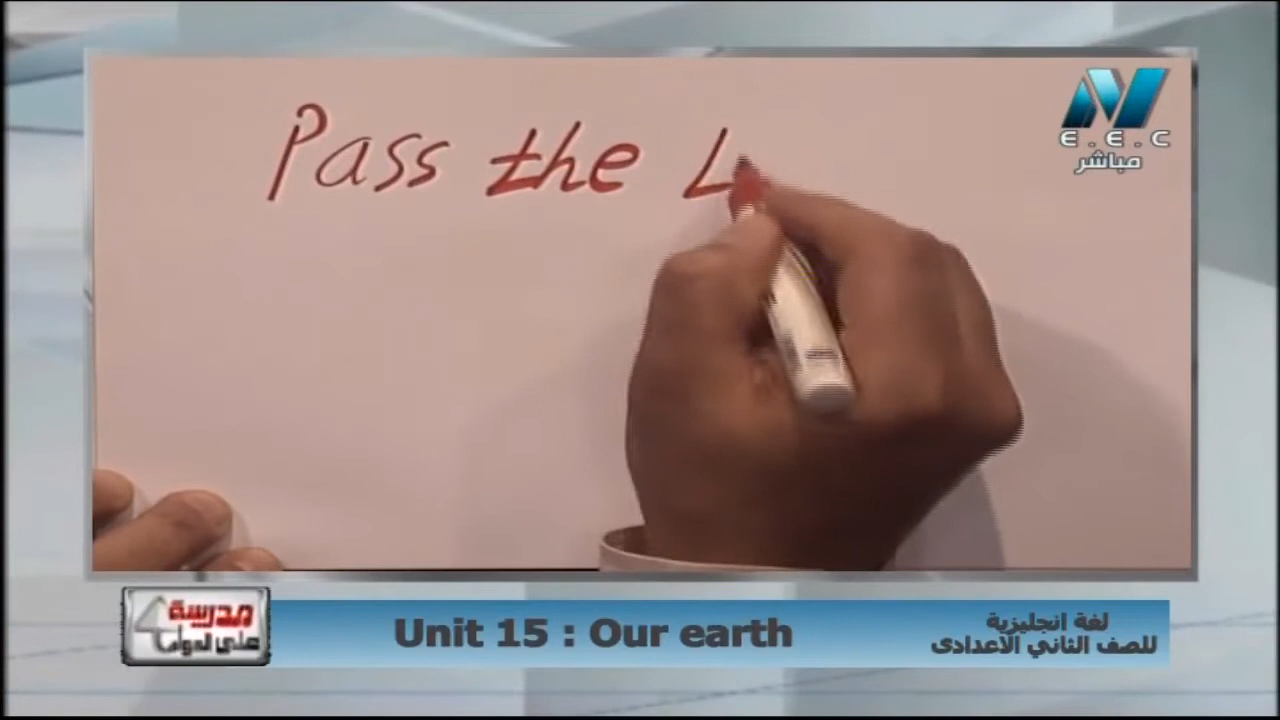 Pass the L
E.E.C
مباشر
مدرسة
على الهواء
Unit 15 : Our earth
لغة انجليزية
للصف الثاني الاعدادى